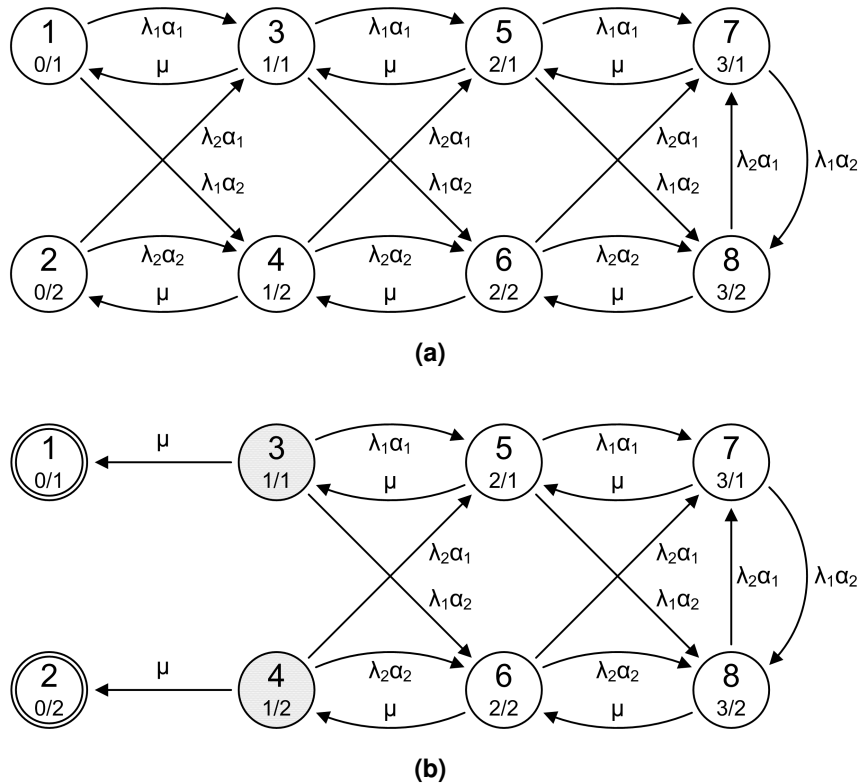 1 3 5 7
0/1 1/1 2/1 3/1
λ₁α₁ λ₁α₁ λ₁α₁
μ μ μ
λ₂α₁ λ₂α₁ λ₂α₁
λ₁α₂ λ₁α₂ λ₁α₂
λ₂α₁ λ₁α₂
2 4 6 8
0/2 1/2 2/2 3/2
λ₂α₂ λ₂α₂ λ₂α₂
μ μ μ
(a)
1 3 5 7
0/1 1/1 2/1 3/1
μ λ₁α₁ λ₁α₁
μ μ
λ₂α₁ λ₂α₁
λ₁α₂ λ₁α₂
λ₂α₁ λ₁α₂
2 4 6 8
0/2 1/2 2/2 3/2
μ λ₂α₂ λ₂α₂
μ μ
(b)